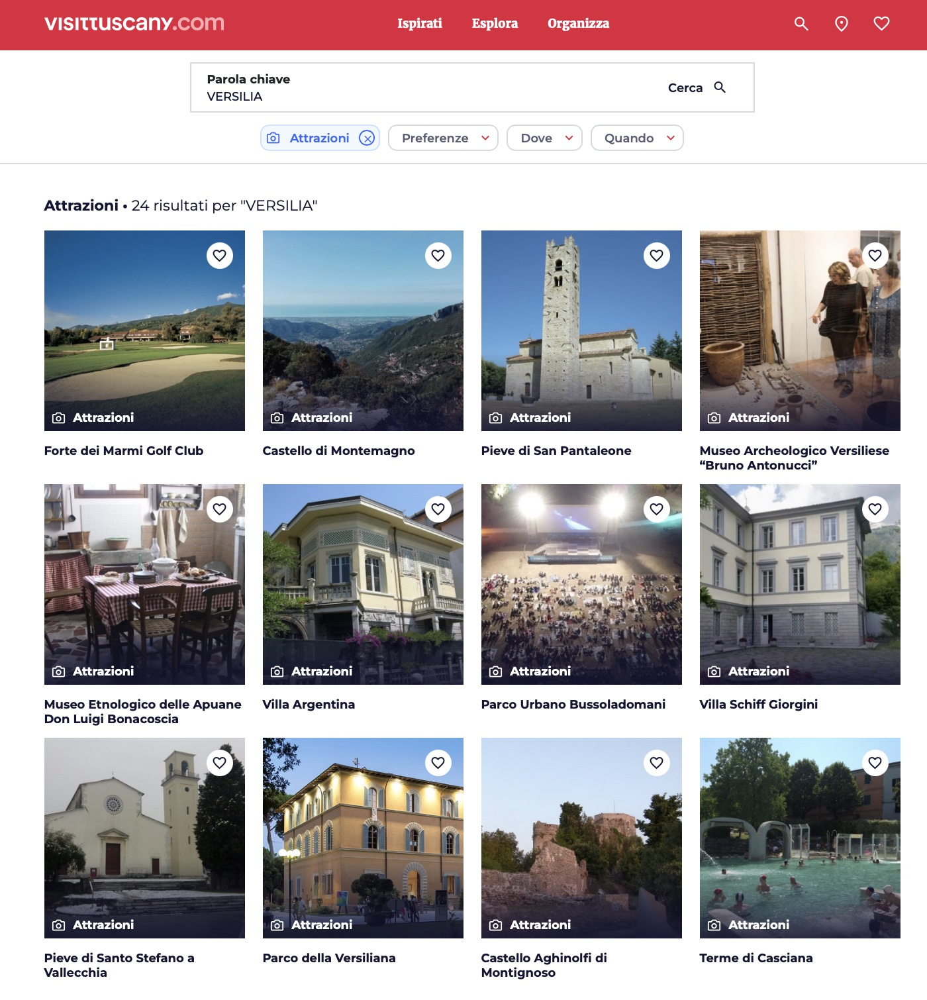 visittuscany.com
Ispirati Esplora Organizza
Parola chiave
VERSILIA
Cerca
Attrazioni Preferenze Dove Quando
Attrazioni • 24 risultati per "VERSILIA"
Attrazioni Attrazioni Attrazioni Attrazioni
Forte dei Marmi Golf Club
Castello di Montemagno
Pieve di San Pantaleone
Museo Archeologico Versiliese
“Bruno Antonucci”
Attrazioni Attrazioni Attrazioni Attrazioni
Museo Etnologico delle Apuane
Don Luigi Bonacoscia
Villa Argentina
Parco Urbano Bussoladomani
Villa Schiff Giorgini
Attrazioni Attrazioni Attrazioni Attrazioni
Pieve di Santo Stefano a
Vallecchia
Parco della Versiliana
Castello Aghinolfi di
Montignoso
Terme di Casciana